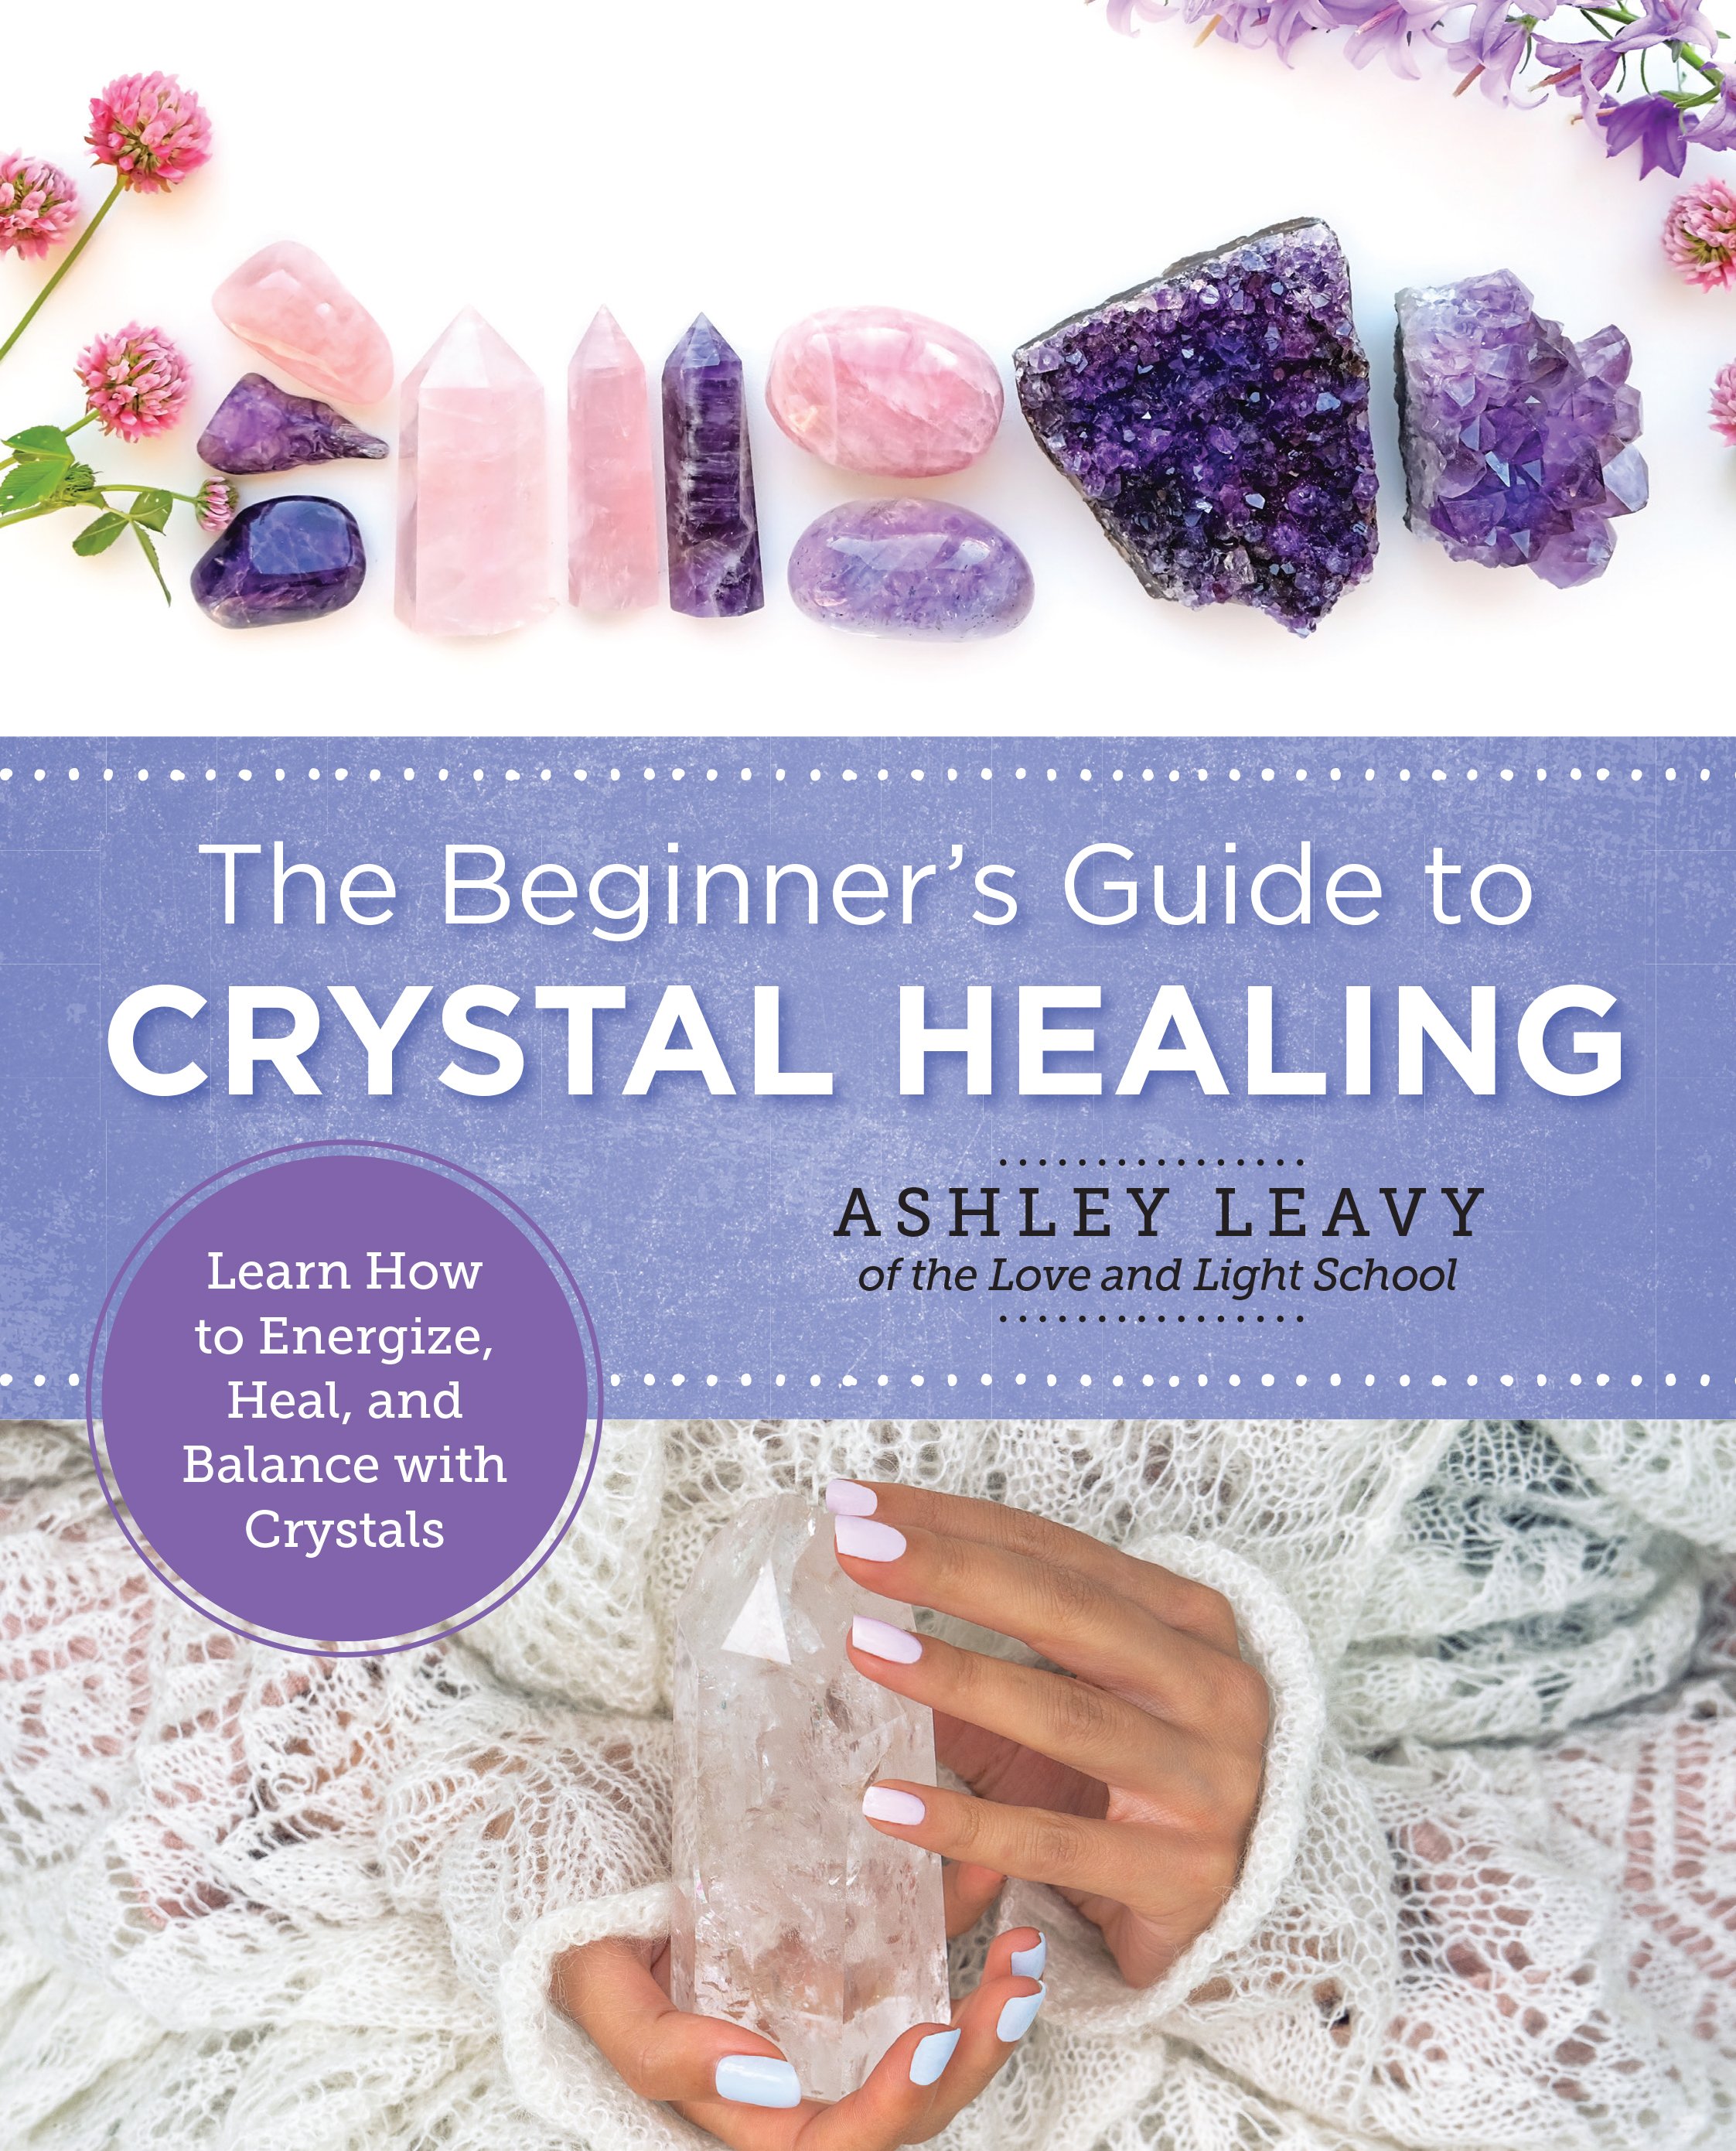 The Beginner’s Guide to
CRYSTAL HEALING
ASHLEY LEAVY
of the Love and Light School
Learn How
to Energize,
Heal, and
Balance with
Crystals